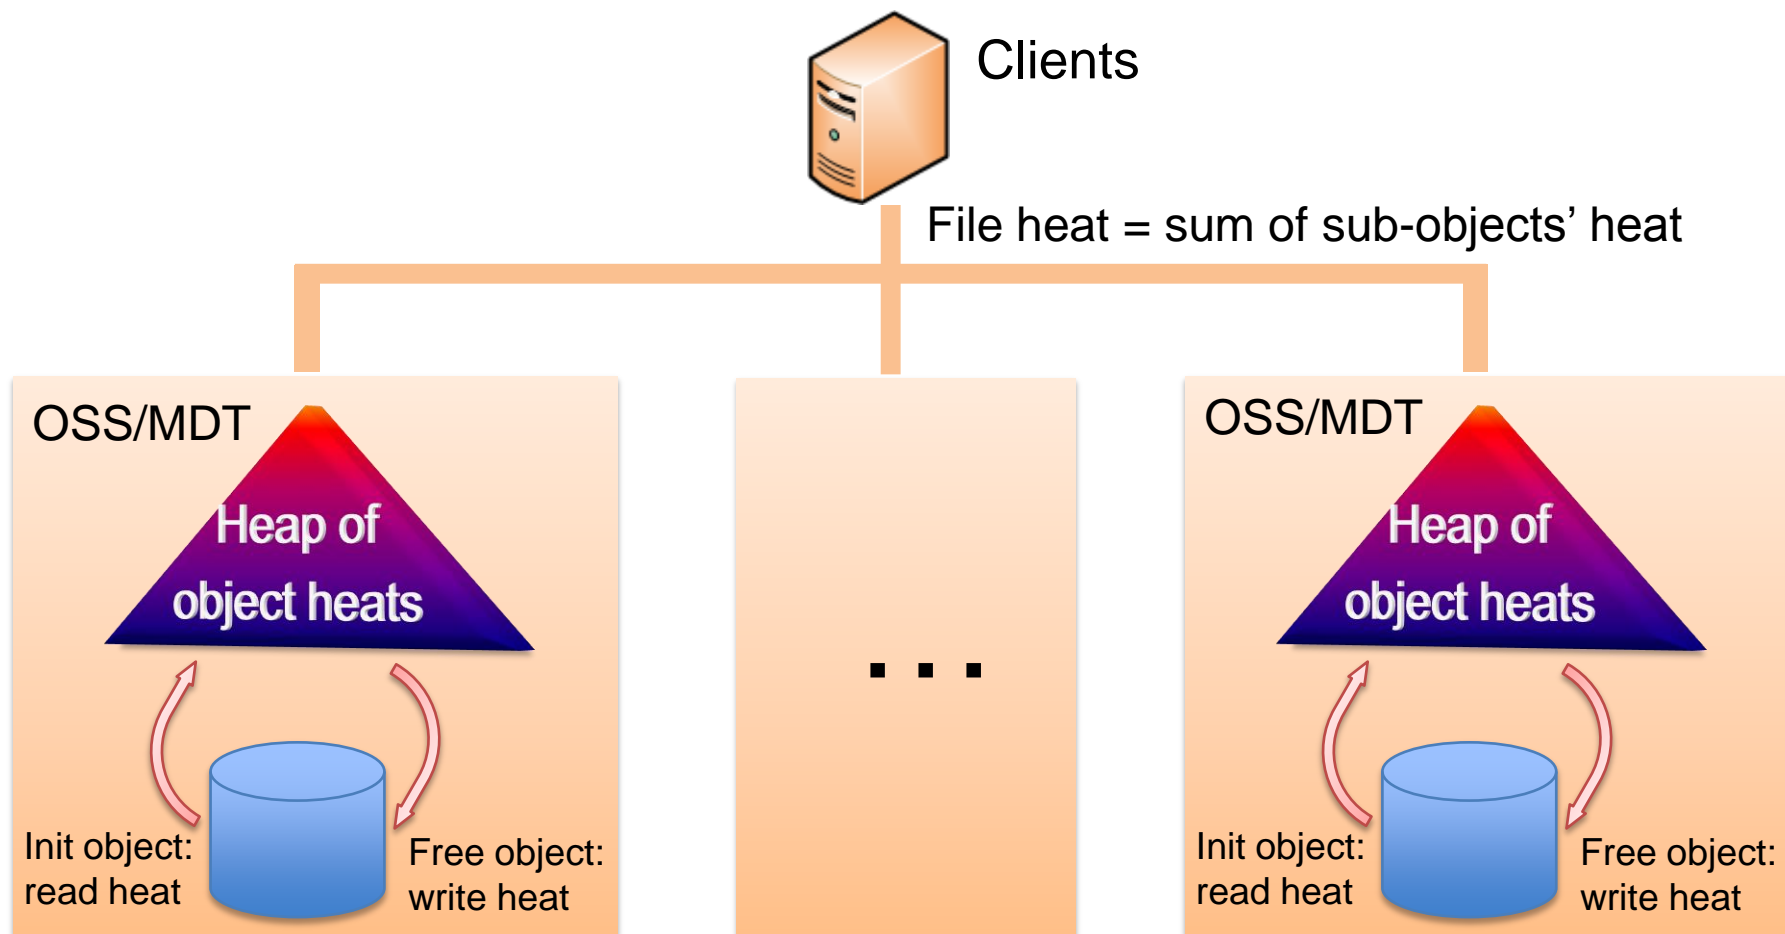 Clients
File heat = sum of sub-objects’ heat
OSS/MDT
Heap of
object heats
Init object:
read heat
Free object:
write heat
. . .
OSS/MDT
Heap of
object heats
Init object:
read heat
Free object:
write heat